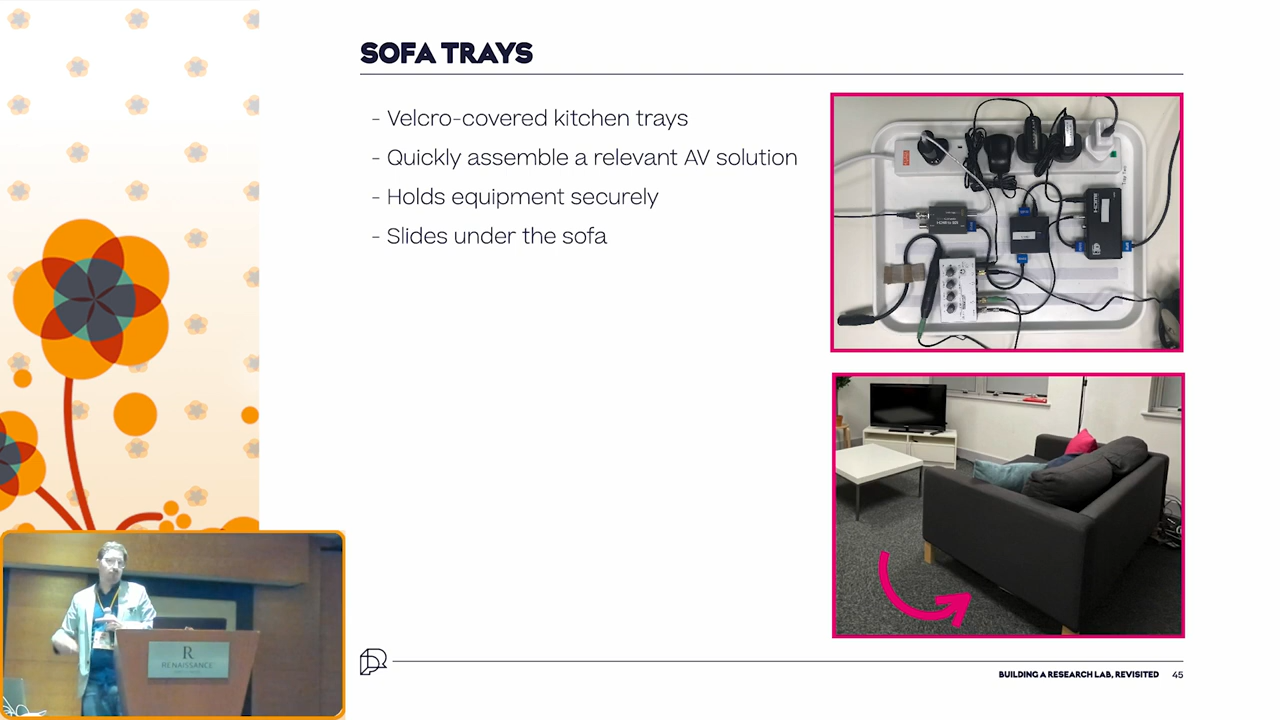 SOFA TRAYS
- Velcro-covered kitchen trays
- Quickly assemble a relevant AV solution
- Holds equipment securely
- Slides under the sofa
R
RENAISSANCE
BUILDING A RESEARCH LAB, REVISITED 45